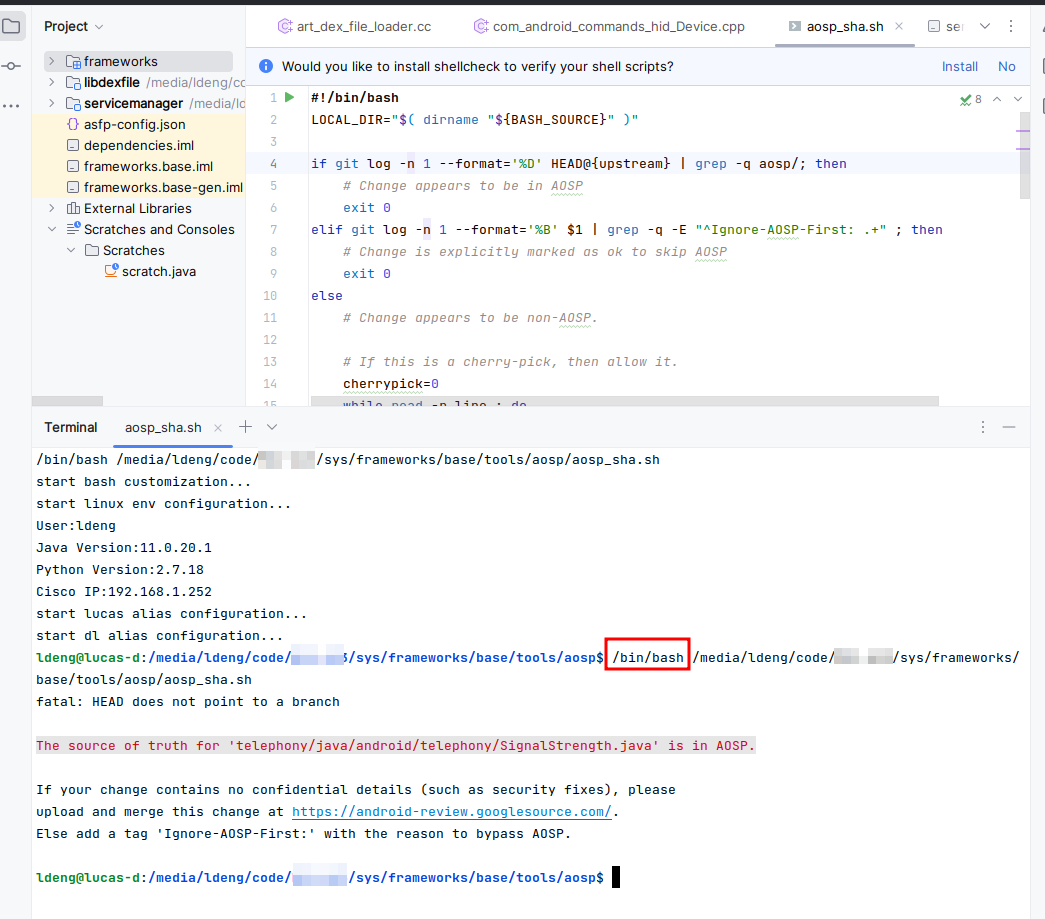 Project
art_dex_file_loader.cc
com_android_commands_hid_Device.cpp
aosp_sha.sh
frameworks
libdexfile /media/ldeng/co
servicemanager /media/ld
asfp-config.json
dependencies.iml
frameworks.base.iml
frameworks.base-gen.iml
External Libraries
Scratches and Consoles
Scratches
scratch.java
Would you like to install shellcheck to verify your shell scripts? Install No
8
1 #!/bin/bash
2 LOCAL_DIR="$( dirname "${BASH_SOURCE}" )"
3
4 if git log -n 1 --format='%D' HEAD@{upstream} | grep -q aosp/; then
5 # Change appears to be in AOSP
6 exit 0
7 elif git log -n 1 --format='%B' $1 | grep -q -E "^Ignore-AOSP-First: .+" ; then
8 # Change is explicitly marked as ok to skip AOSP
9 exit 0
10 else
11 # Change appears to be non-AOSP.
12
13 # If this is a cherry-pick, then allow it.
14 cherrypick=0
15 while read -r line ; do
Terminal aosp_sha.sh
/bin/bash /media/ldeng/code/ /sys/frameworks/base/tools/aosp/aosp_sha.sh
start bash customization...
start linux env configuration...
User:ldeng
Java Version:11.0.20.1
Python Version:2.7.18
Cisco IP:192.168.1.252
start lucas alias configuration...
start dl alias configuration...
ldeng@lucas-d:/media/ldeng/code/ /sys/frameworks/base/tools/aosp$ /bin/bash /media/ldeng/code/ /sys/frameworks/
base/tools/aosp/aosp_sha.sh
fatal: HEAD does not point to a branch
The source of truth for 'telephony/java/android/telephony/SignalStrength.java' is in AOSP.
If your change contains no confidential details (such as security fixes), please
upload and merge this change at https://android-review.googlesource.com/.
Else add a tag 'Ignore-AOSP-First:' with the reason to bypass AOSP.
ldeng@lucas-d:/media/ldeng/code/ /sys/frameworks/base/tools/aosp$